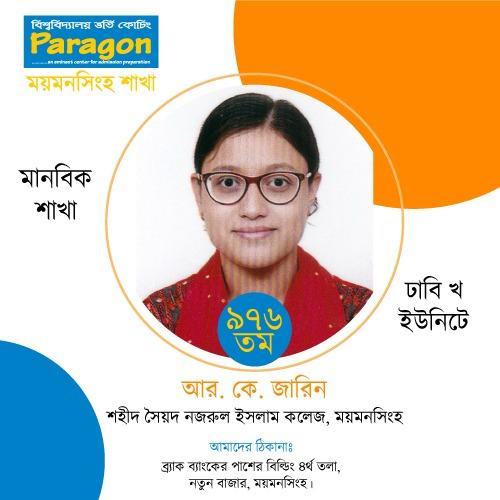 বিশ্ববিদ্যালয় ভর্তি কোচিং
Paragon
an eminent center for admission preparation
ময়মনসিংহ শাখা
মানবিক
শাখা
ঢাবি খ
ইউনিটে
৯৭৬
তম
আর. কে. জারিন
শহীদ সৈয়দ নজরুল ইসলাম কলেজ, ময়মনসিংহ
আমাদের ঠিকানাঃ
ব্র্যাক ব্যাংকের পাশের বিল্ডিং ৪র্থ তলা,
নতুন বাজার, ময়মনসিংহ।